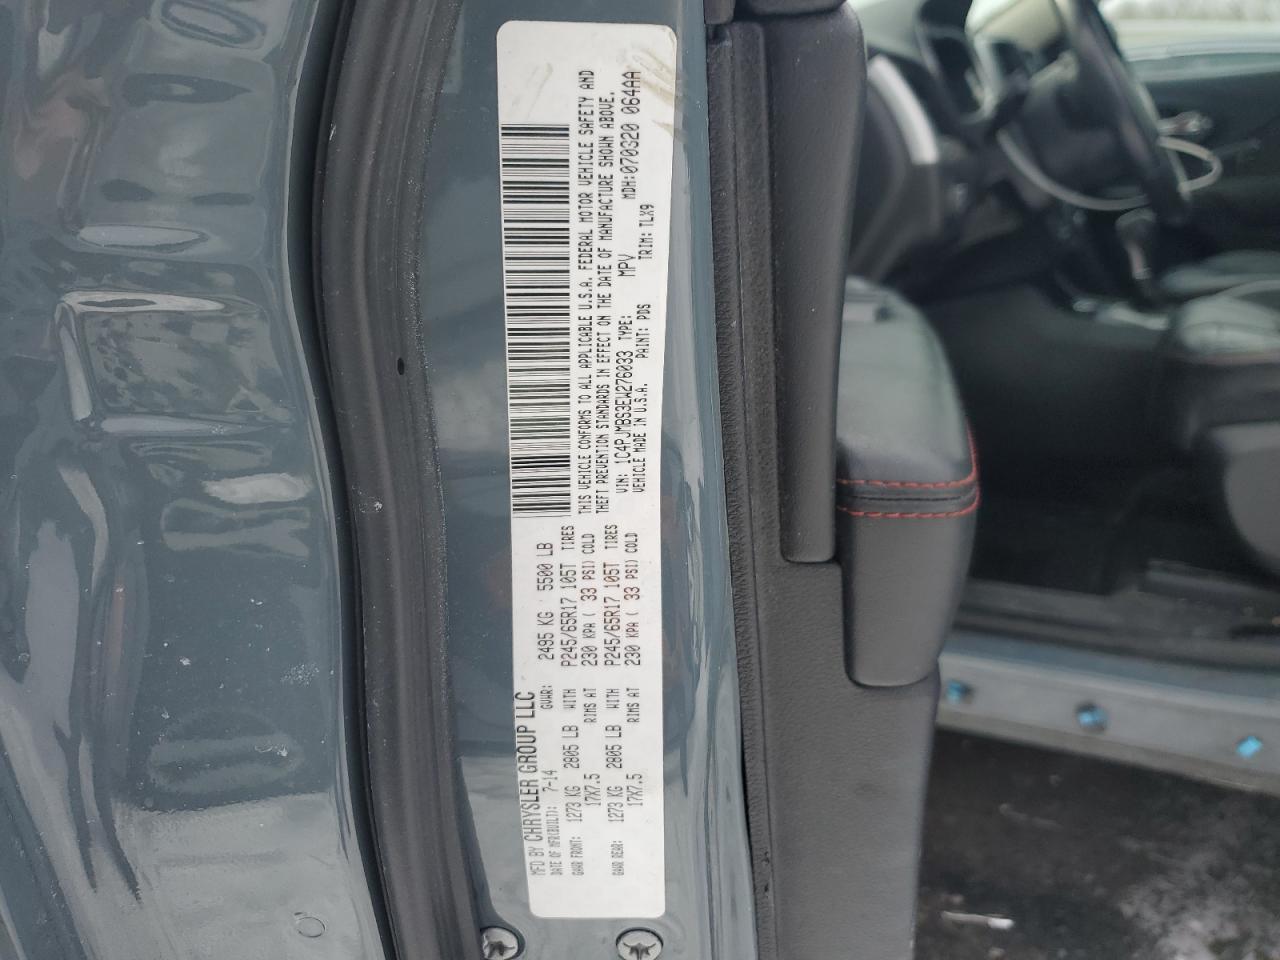 MFD BY CHRYSLER GROUP LLC
DATE OF MFR(BUILT): 7-14 GVWR: 2495 KG 5500 LB
GAWR FRONT: 1273 KG 2805 LB WITH P245/65R17 105T TIRES
17X7.5 RIMS AT 230 KPA ( 33 PSI) COLD
GAWR REAR: 1273 KG 2805 LB WITH P245/65R17 105T TIRES
17X7.5 RIMS AT 230 KPA ( 33 PSI) COLD
THIS VEHICLE CONFORMS TO ALL APPLICABLE U.S.A. FEDERAL MOTOR VEHICLE SAFETY AND
THEFT PREVENTION STANDARDS IN EFFECT ON THE DATE OF MANUFACTURE SHOWN ABOVE.
VIN: 1C4PJMBS3EW276033 TYPE: MPV MDH:070320 064AA
VEHICLE MADE IN U.S.A. PAINT: PDS TRIM: TLX9